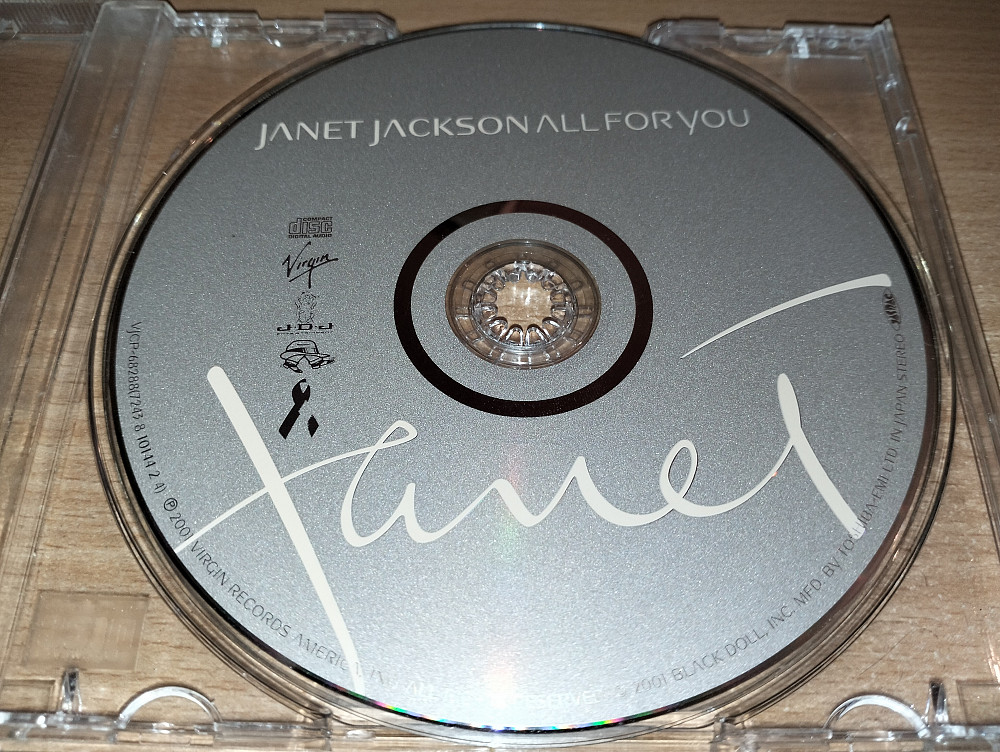 JANET JACKSON ALL FOR YOU
COMPACT
disc
DIGITAL AUDIO
Virgin
JDJ
Janet
VJCP-68288(7243 8 10144 2 4) Ⓟ 2001 VIRGIN RECORDS AMERICA, 2001 BLACK DOLL, INC. MFD. BY TOSHIBA-EMI LTD IN JAPAN STEREO